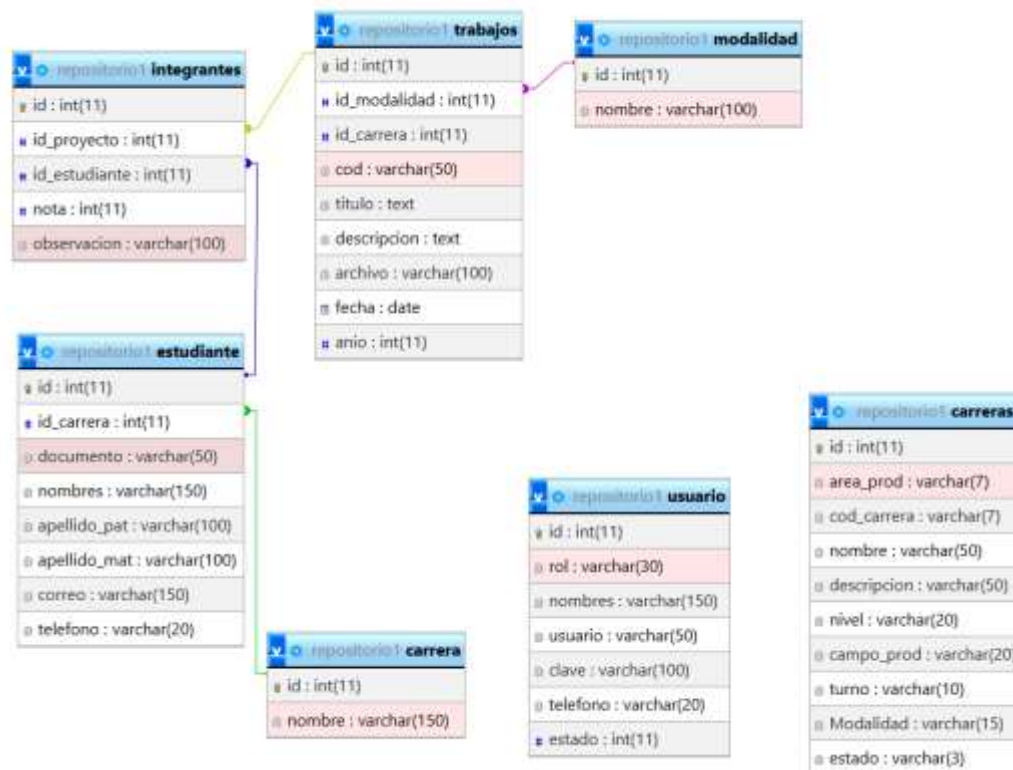 repositorio1 integrantes
id : int(11)
id_proyecto : int(11)
id_estudiante : int(11)
nota : int(11)
observacion : varchar(100)
repositorio1 trabajos
id : int(11)
id_modalidad : int(11)
id_carrera : int(11)
cod : varchar(50)
titulo : text
descripcion : text
archivo : varchar(100)
fecha : date
anio : int(11)
repositorio1 modalidad
id : int(11)
nombre : varchar(100)
repositorio1 estudiante
id : int(11)
id_carrera : int(11)
documento : varchar(50)
nombres : varchar(150)
apellido_pat : varchar(100)
apellido_mat : varchar(100)
correo : varchar(150)
telefono : varchar(20)
repositorio1 carrera
id : int(11)
nombre : varchar(150)
repositorio1 usuario
id : int(11)
rol : varchar(30)
nombres : varchar(150)
usuario : varchar(50)
clave : varchar(100)
telefono : varchar(20)
estado : int(11)
repositorio1 carreras
id : int(11)
area_prod : varchar(7)
cod_carrera : varchar(7)
nombre : varchar(50)
descripcion : varchar(50)
nivel : varchar(20)
campo_prod : varchar(20)
turno : varchar(10)
Modalidad : varchar(15)
estado : varchar(3)